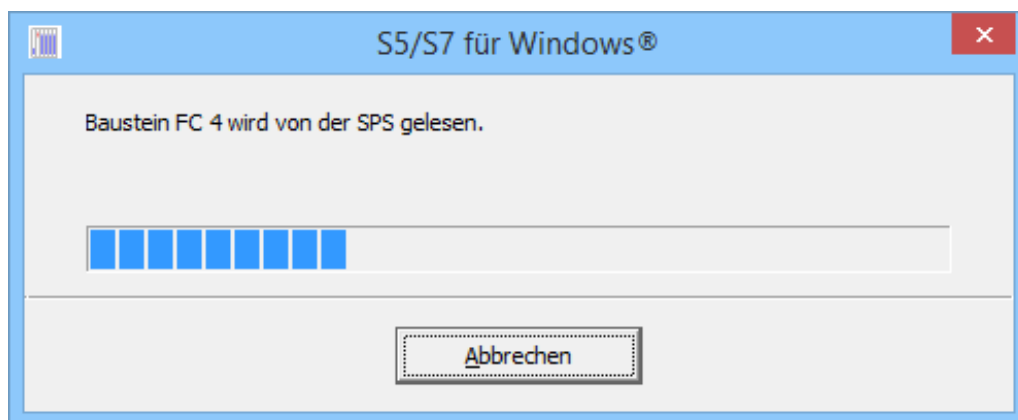 S5/S7 für Windows®
Baustein FC 4 wird von der SPS gelesen.
Abbrechen